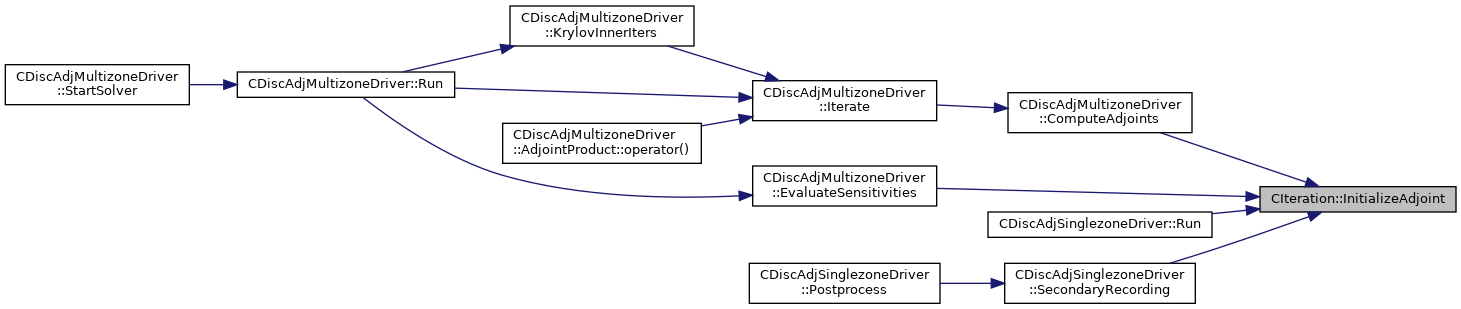 CDiscAdjMultizoneDriver
::StartSolver
CDiscAdjMultizoneDriver::Run
CDiscAdjMultizoneDriver
::KrylovInnerIters
CDiscAdjMultizoneDriver
::AdjointProduct::operator()
CDiscAdjMultizoneDriver
::Iterate
CDiscAdjMultizoneDriver
::EvaluateSensitivities
CDiscAdjSinglezoneDriver
::Postprocess
CDiscAdjMultizoneDriver
::ComputeAdjoints
CDiscAdjSinglezoneDriver::Run
CDiscAdjSinglezoneDriver
::SecondaryRecording
CIteration::InitializeAdjoint